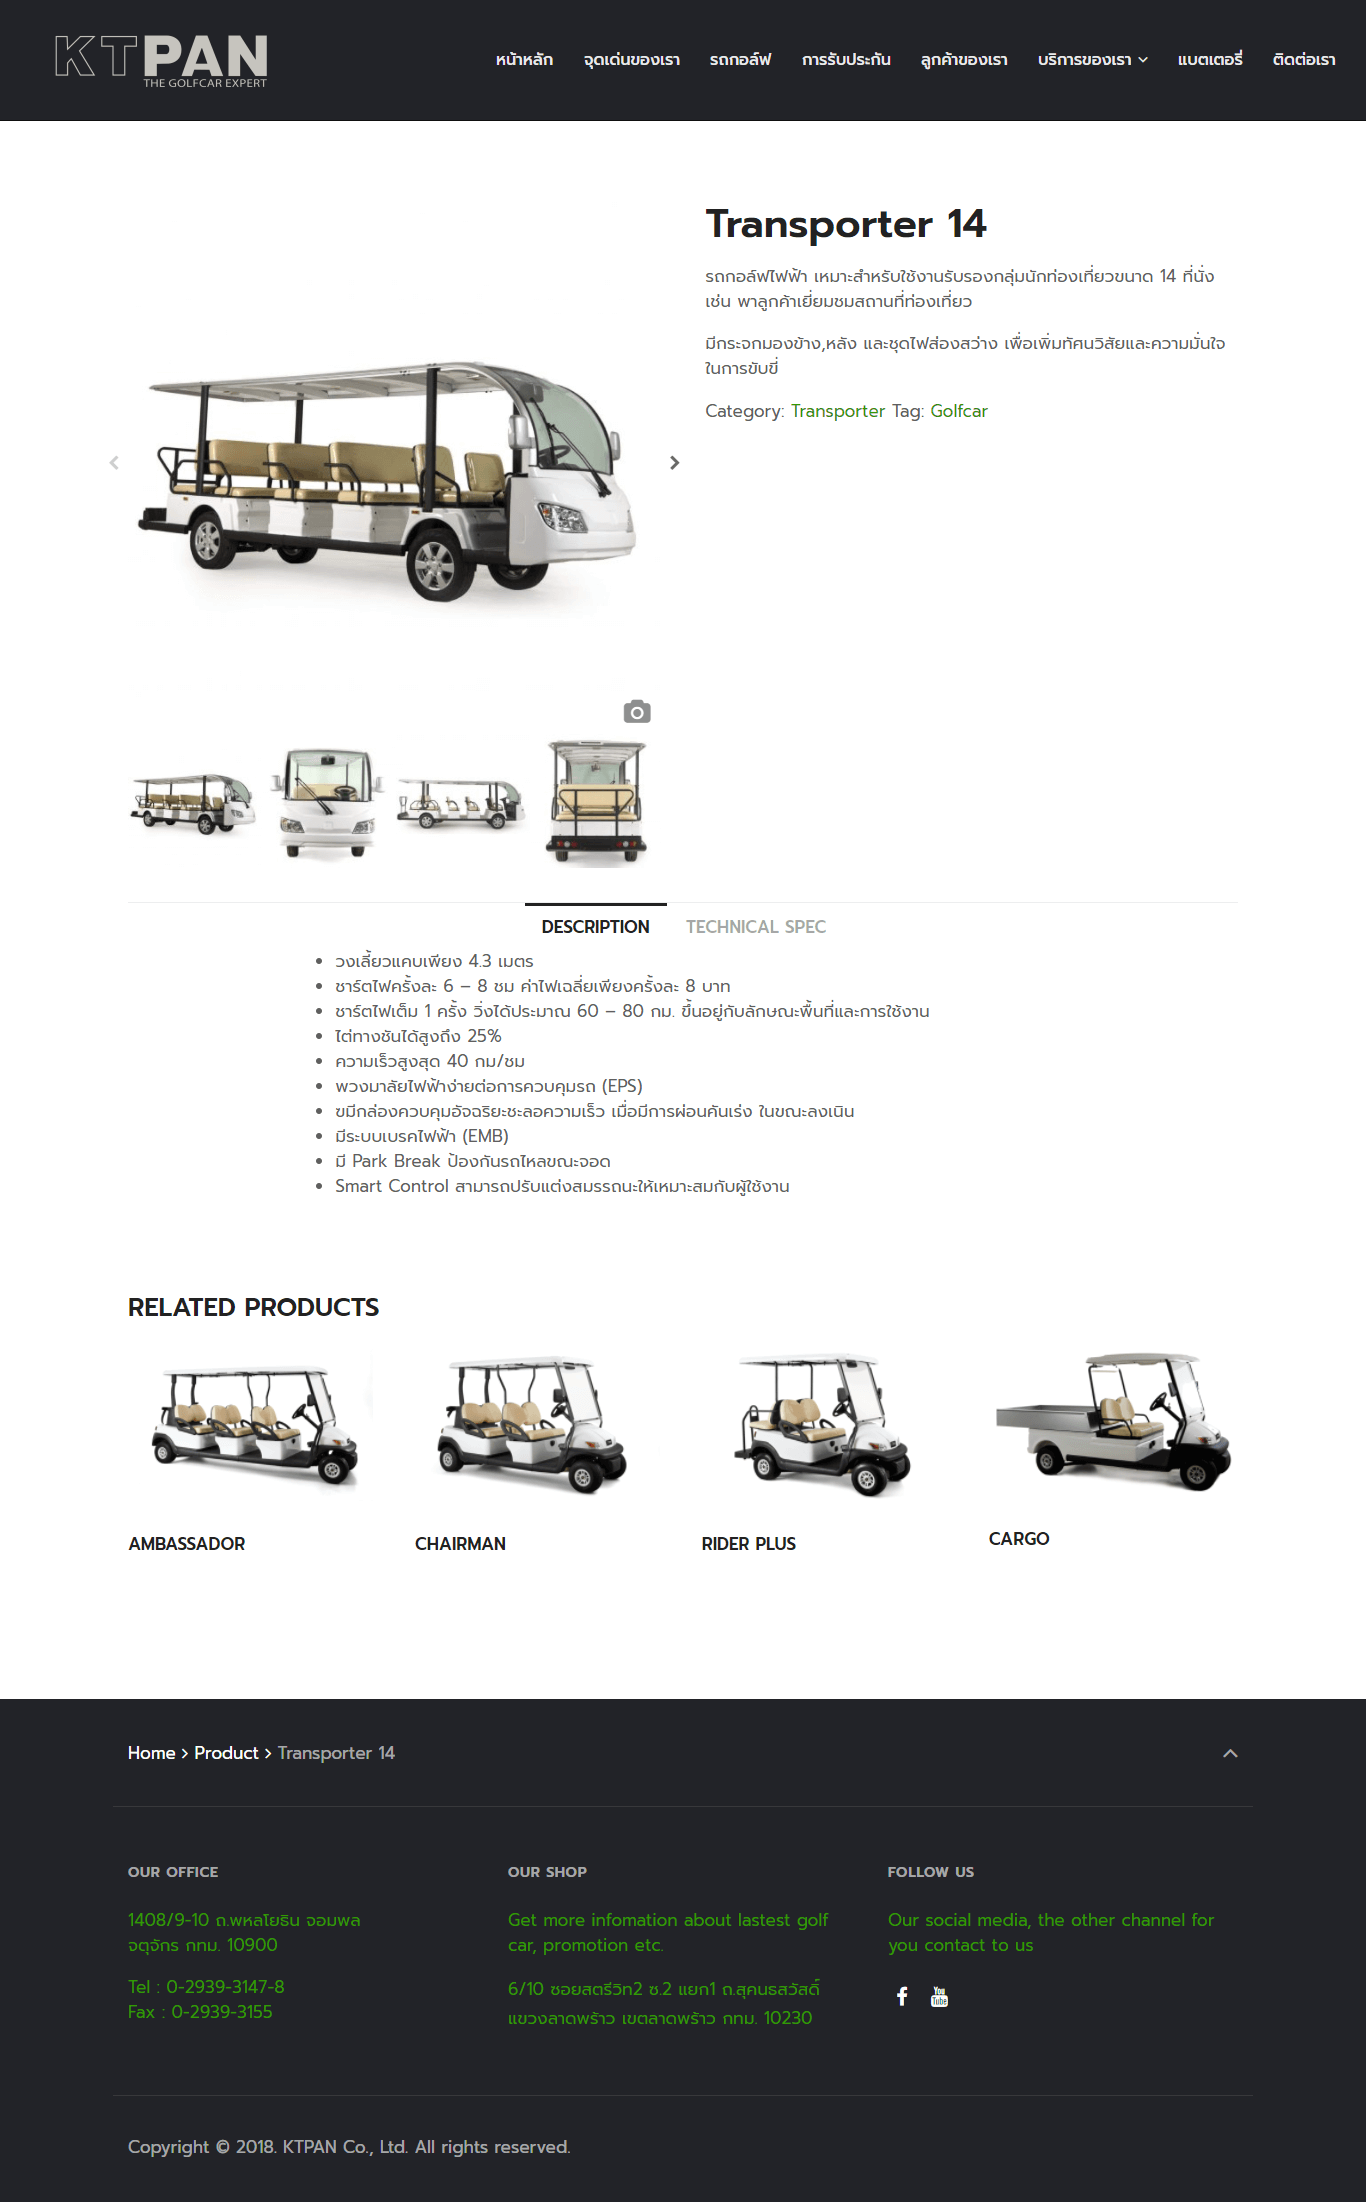 KTPAN
THE GOLFCAR EXPERT
หน้าหลัก จุดเด่นของเรา รถกอล์ฟ การรับประกัน ลูกค้าของเรา บริการของเรา แบตเตอรี่ ติดต่อเรา
Transporter 14
รถกอล์ฟไฟฟ้า เหมาะสำหรับใช้งานรับรองกลุ่มนักท่องเที่ยวขนาด 14 ที่นั่ง
เช่น พาลูกค้าเยี่ยมชมสถานที่ท่องเที่ยว
มีกระจกมองข้าง,หลัง และชุดไฟส่องสว่าง เพื่อเพิ่มทัศนวิสัยและความมั่นใจ
ในการขับขี่
Category: Transporter Tag: Golfcar
DESCRIPTION TECHNICAL SPEC
วงเลี้ยวแคบเพียง 4.3 เมตร
ชาร์ตไฟครั้งละ 6 – 8 ชม ค่าไฟเฉลี่ยเพียงครั้งละ 8 บาท
ชาร์ตไฟเต็ม 1 ครั้ง วิ่งได้ประมาณ 60 – 80 กม. ขึ้นอยู่กับลักษณะพื้นที่และการใช้งาน
ไต่ทางชันได้สูงถึง 25%
ความเร็วสูงสุด 40 กม/ชม
พวงมาลัยไฟฟ้าง่ายต่อการควบคุมรถ (EPS)
ฃมีกล่องควบคุมอัจฉริยะชะลอความเร็ว เมื่อมีการผ่อนคันเร่ง ในขณะลงเนิน
มีระบบเบรคไฟฟ้า (EMB)
มี Park Break ป้องกันรถไหลขณะจอด
Smart Control สามารถปรับแต่งสมรรถนะให้เหมาะสมกับผู้ใช้งาน
RELATED PRODUCTS
AMBASSADOR
CHAIRMAN
RIDER PLUS
CARGO
Home > Product > Transporter 14
OUR OFFICE
1408/9-10 ถ.พหลโยธิน จอมพล
จตุจักร กทม. 10900
Tel : 0-2939-3147-8
Fax : 0-2939-3155
OUR SHOP
Get more infomation about lastest golf
car, promotion etc.
6/10 ซอยสตรีวิท2 ซ.2 แยก1 ถ.สุคนธสวัสดิ์
แขวงลาดพร้าว เขตลาดพร้าว กทม. 10230
FOLLOW US
Our social media, the other channel for
you contact to us
You
Tube
Copyright © 2018. KTPAN Co., Ltd. All rights reserved.